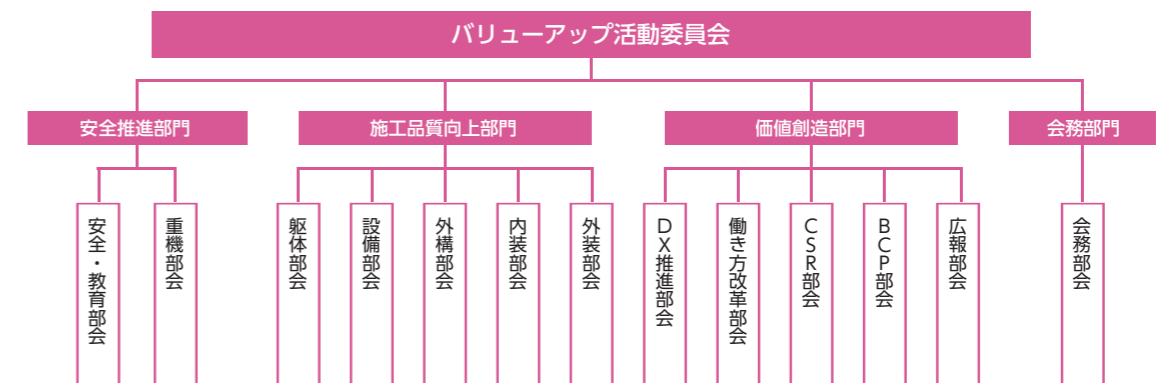 バリューアップ活動委員会
安全推進部門
施工品質向上部門
価値創造部門
会務部門
安全・教育部会
重機部会
躯体部会
設備部会
外構部会
内装部会
外装部会
DX推進部会
働き方改革部会
CSR部会
BCP部会
広報部会
会務部会